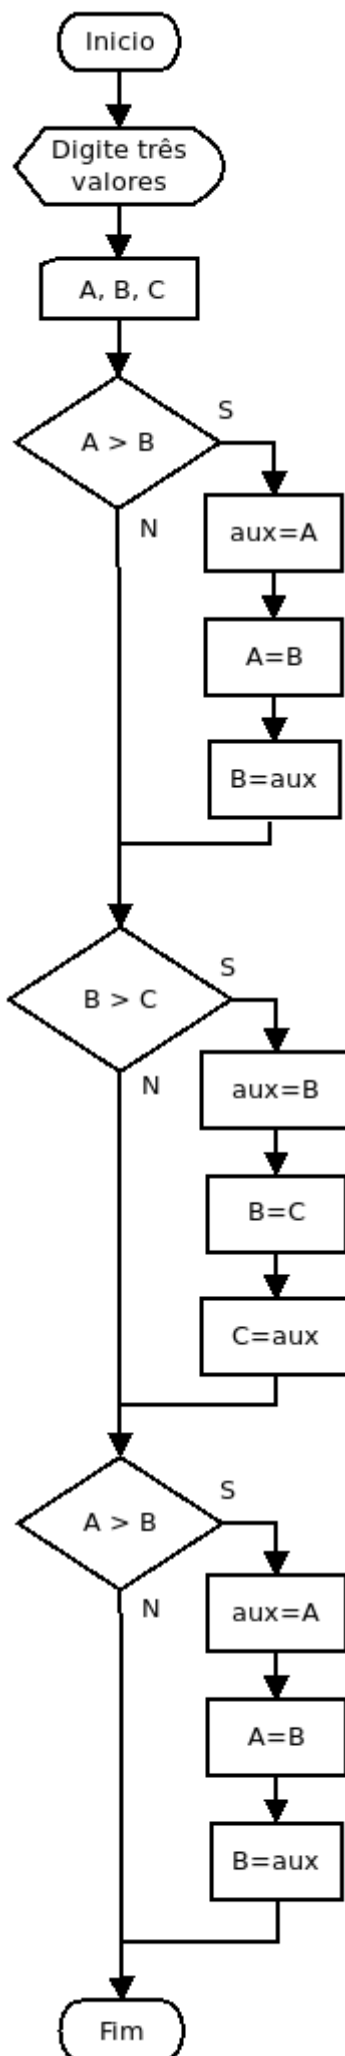 Inicio
Digite três
valores
A, B, C
A > B
S
N
aux=A
A=B
B=aux
B > C
S
N
aux=B
B=C
C=aux
A > B
S
N
aux=A
A=B
B=aux
Fim